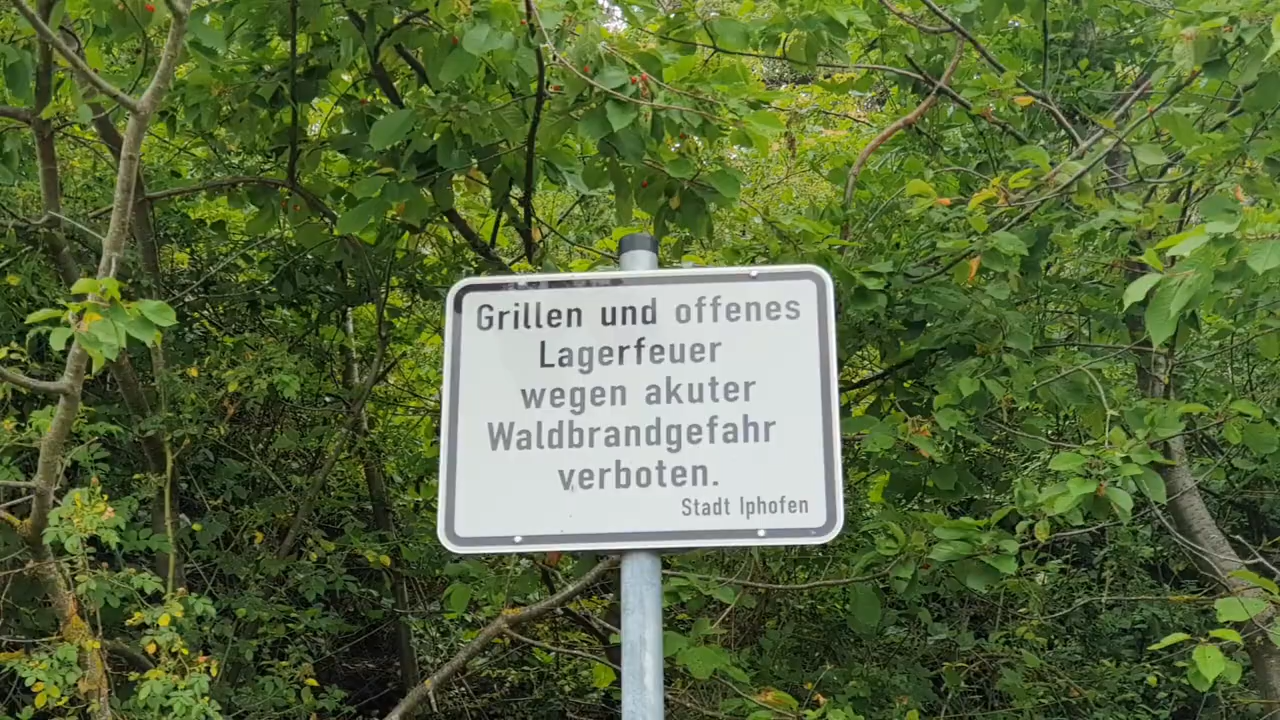 Grillen und offenes
Lagerfeuer
wegen akuter
Waldbrandgefahr
verboten.
Stadt Iphofen